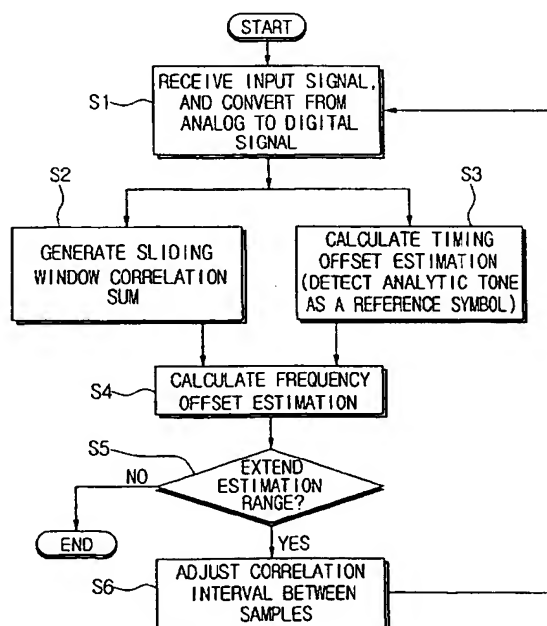 START
S1
RECEIVE INPUT SIGNAL,
AND CONVERT FROM
ANALOG TO DIGITAL
SIGNAL
S2
GENERATE SLIDING
WINDOW CORRELATION
SUM
S3
CALCULATE TIMING
OFFSET ESTIMATION
(DETECT ANALYTIC TONE
AS A REFERENCE SYMBOL)
S4
CALCULATE FREQUENCY
OFFSET ESTIMATION
S5
EXTEND
ESTIMATION
RANGE?
NO
END
YES
S6
ADJUST CORRELATION
INTERVAL BETWEEN
SAMPLES